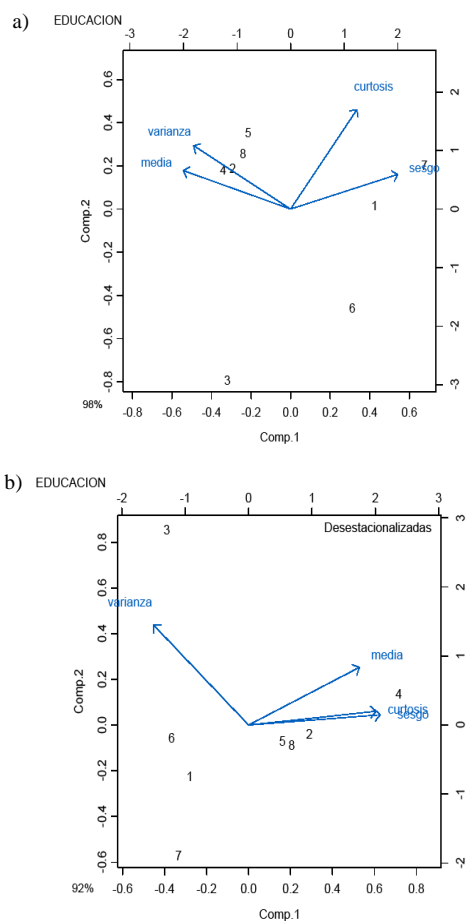 a) EDUCACION
-3 -2 -1 0 1 2
0.6 curtosis 2
varianza 5
0.4
8 1
media 4 2 7
0.2 sesgo
Comp.2 0.0 1 0
-0.2
-0.4 6 -1
-0.6 -2
-0.8 3 -3
98% -0.8 -0.6 -0.4 -0.2 0.0 0.2 0.4 0.6
Comp.1
b) EDUCACION
-2 -1 0 1 2 3
3 Desestacionalizadas 3
0.8
0.6 varianza 2
0.4
media 1
0.2 4
curtosis
sesgo
Comp.2 0.0 6 5 8 2 0
-0.2 1
-1
-0.4
-0.6 7 -2
92% -0.6 -0.4 -0.2 0.0 0.2 0.4 0.6 0.8
Comp.1